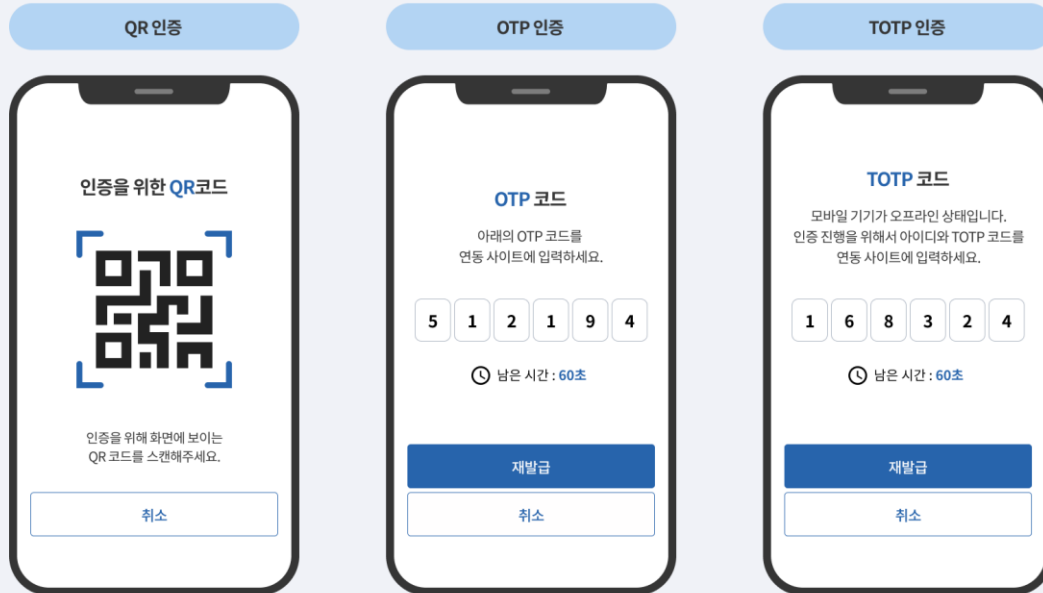 QR 인증
인증을 위한 QR코드
인증을 위해 화면에 보이는
QR 코드를 스캔해주세요.
취소
OTP 인증
OTP 코드
아래의 OTP 코드를
연동 사이트에 입력하세요.
5 1 2 1 9 4
남은 시간 : 60초
재발급
취소
TOTP 인증
TOTP 코드
모바일 기기가 오프라인 상태입니다.
인증 진행을 위해서 아이디와 TOTP 코드를
연동 사이트에 입력하세요.
1 6 8 3 2 4
남은 시간 : 60초
재발급
취소